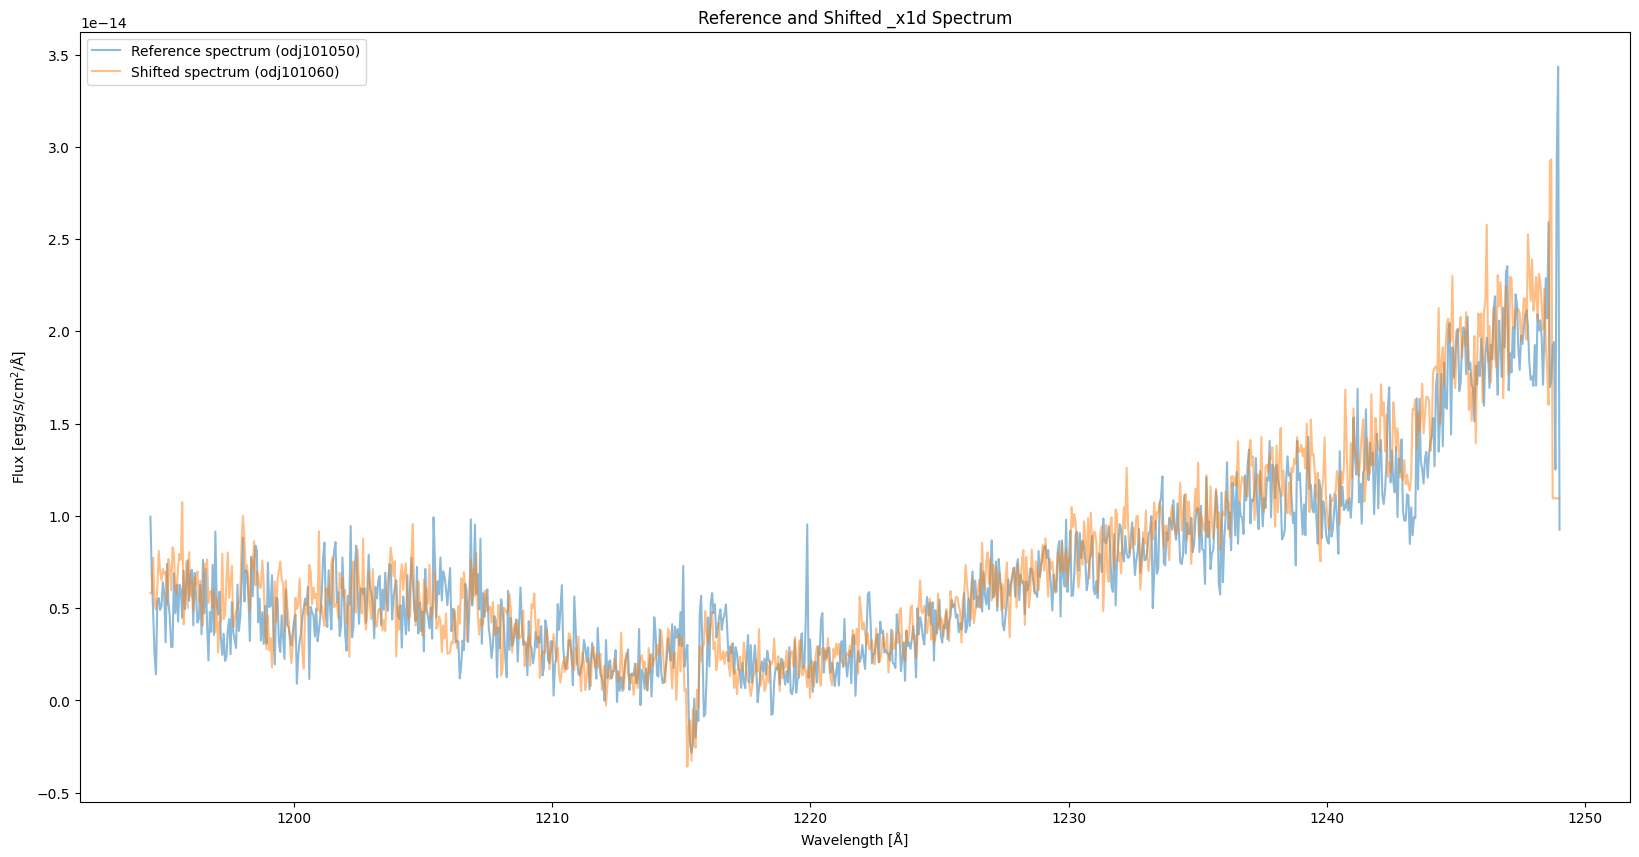 Reference and Shifted _x1d Spectrum
1e−14
Reference spectrum (odj101050)
Shifted spectrum (odj101060)
3.5
3.0
2.5
2.0
1.5
1.0
0.5
0.0
−0.5
Flux [ergs/s/cm²/Å]
1200 1210 1220 1230 1240 1250
Wavelength [Å]